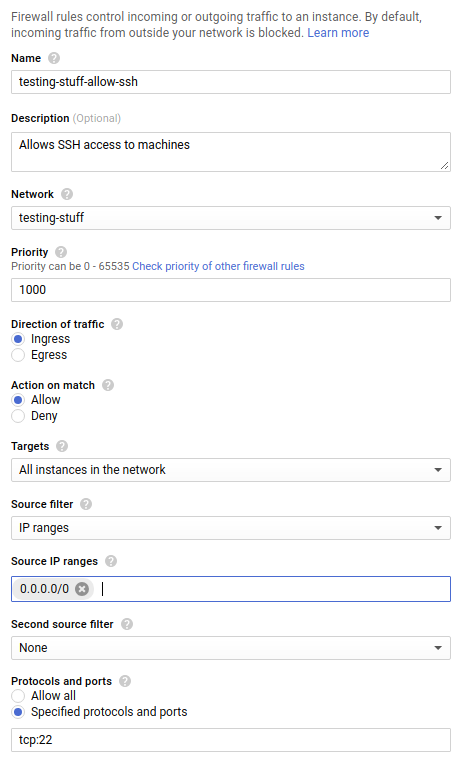 Firewall rules control incoming or outgoing traffic to an instance. By default,
incoming traffic from outside your network is blocked. Learn more
Name ?
testing-stuff-allow-ssh
Description (Optional)
Allows SSH access to machines
Network ?
testing-stuff
Priority ?
Priority can be 0 - 65535 Check priority of other firewall rules
1000
Direction of traffic ?
Ingress
Egress
Action on match ?
Allow
Deny
Targets ?
All instances in the network
Source filter ?
IP ranges
Source IP ranges ?
0.0.0.0/0
Second source filter ?
None
Protocols and ports ?
Allow all
Specified protocols and ports
tcp:22